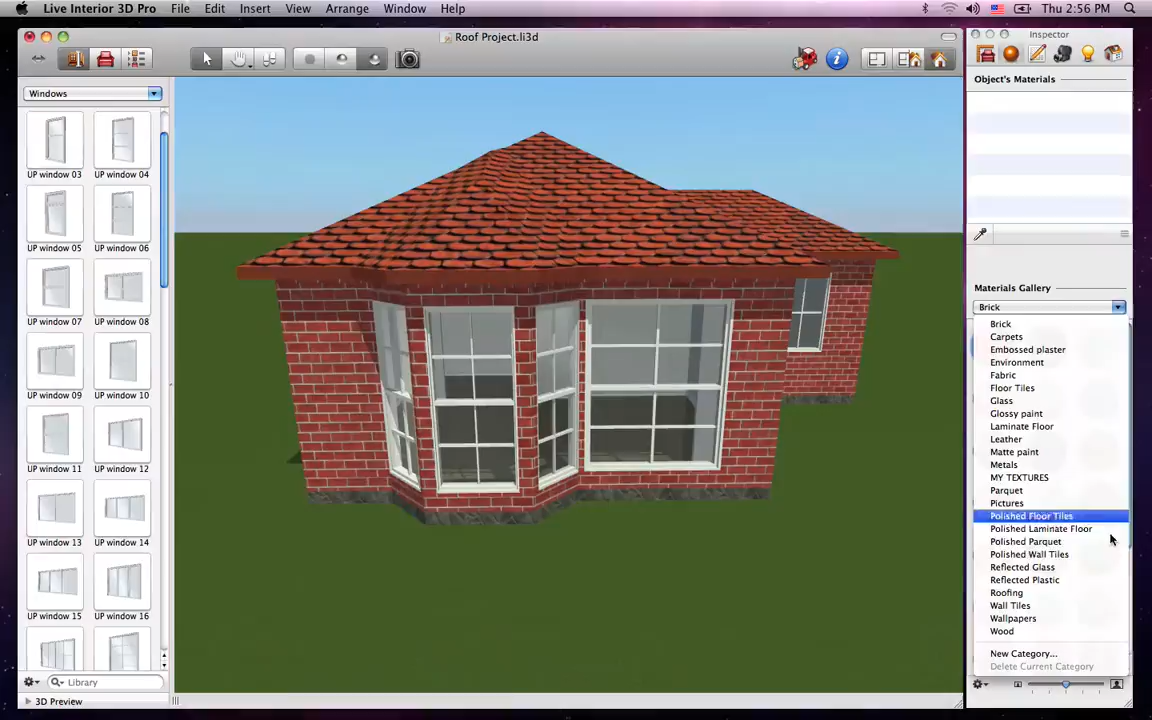 Live Interior 3D Pro File Edit Insert View Arrange Window Help
Thu 2:56 PM
Roof Project.li3d
Inspector
Windows
UP window 03 UP window 04
UP window 05 UP window 06
UP window 07 UP window 08
UP window 09 UP window 10
UP window 11 UP window 12
UP window 13 UP window 14
UP window 15 UP window 16
Library
3D Preview
Object's Materials
Materials Gallery
Brick
Brick
Carpets
Embossed plaster
Environment
Fabric
Floor Tiles
Glass
Glossy paint
Laminate Floor
Leather
Matte paint
Metals
MY TEXTURES
Parquet
Pictures
Polished Floor Tiles
Polished Laminate Floor
Polished Parquet
Polished Wall Tiles
Reflected Glass
Reflected Plastic
Roofing
Wall Tiles
Wallpapers
Wood
New Category...
Delete Current Category